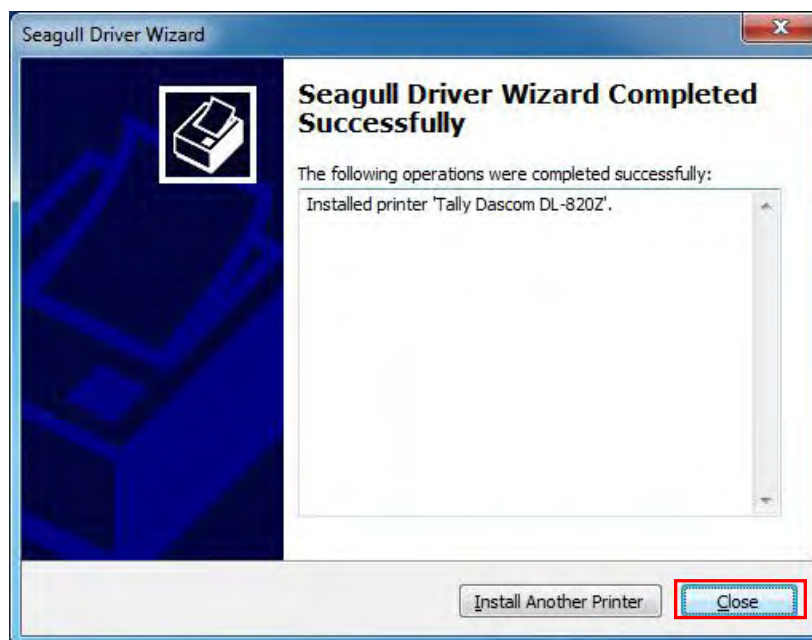 Seagull Driver Wizard
Seagull Driver Wizard Completed
Successfully
The following operations were completed successfully:
Installed printer 'Tally Dascom DL-820Z'.
Install Another Printer
Close